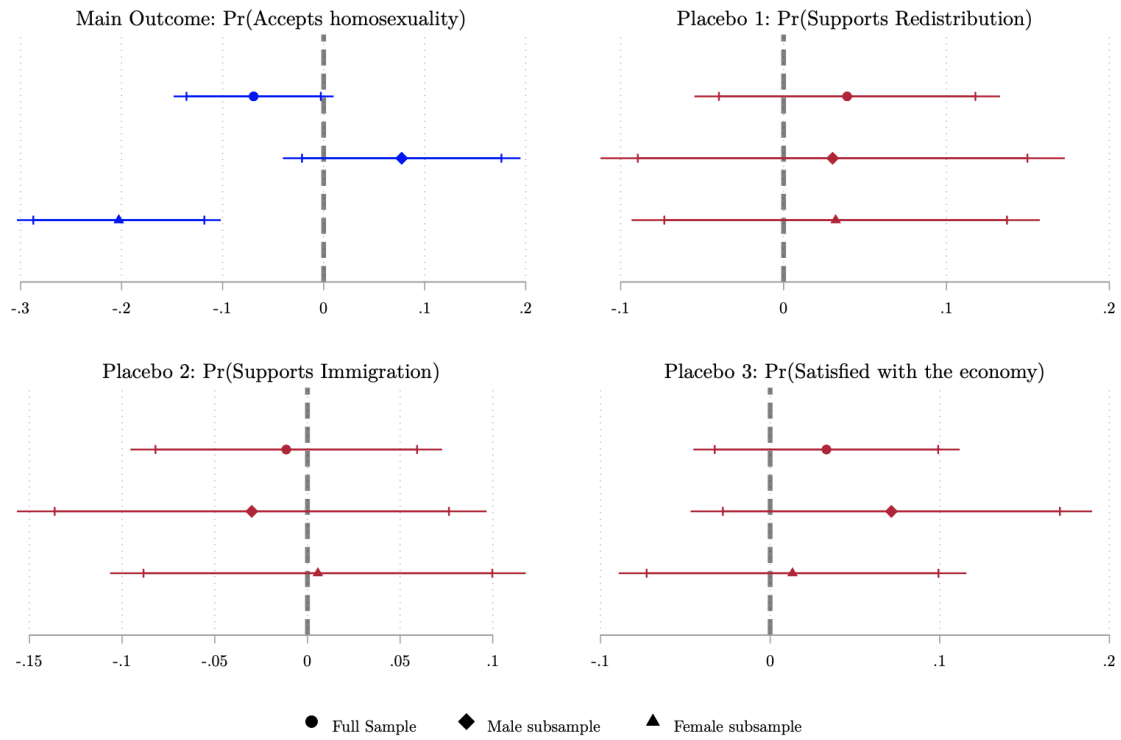 Main Outcome: Pr(Accepts homosexuality)
-.3 -.2 -.1 0 .1 .2
Placebo 1: Pr(Supports Redistribution)
-.1 0 .1 .2
Placebo 2: Pr(Supports Immigration)
-.15 -.1 -.05 0 .05 .1
Placebo 3: Pr(Satisfied with the economy)
-.1 0 .1 .2
Full Sample Male subsample Female subsample